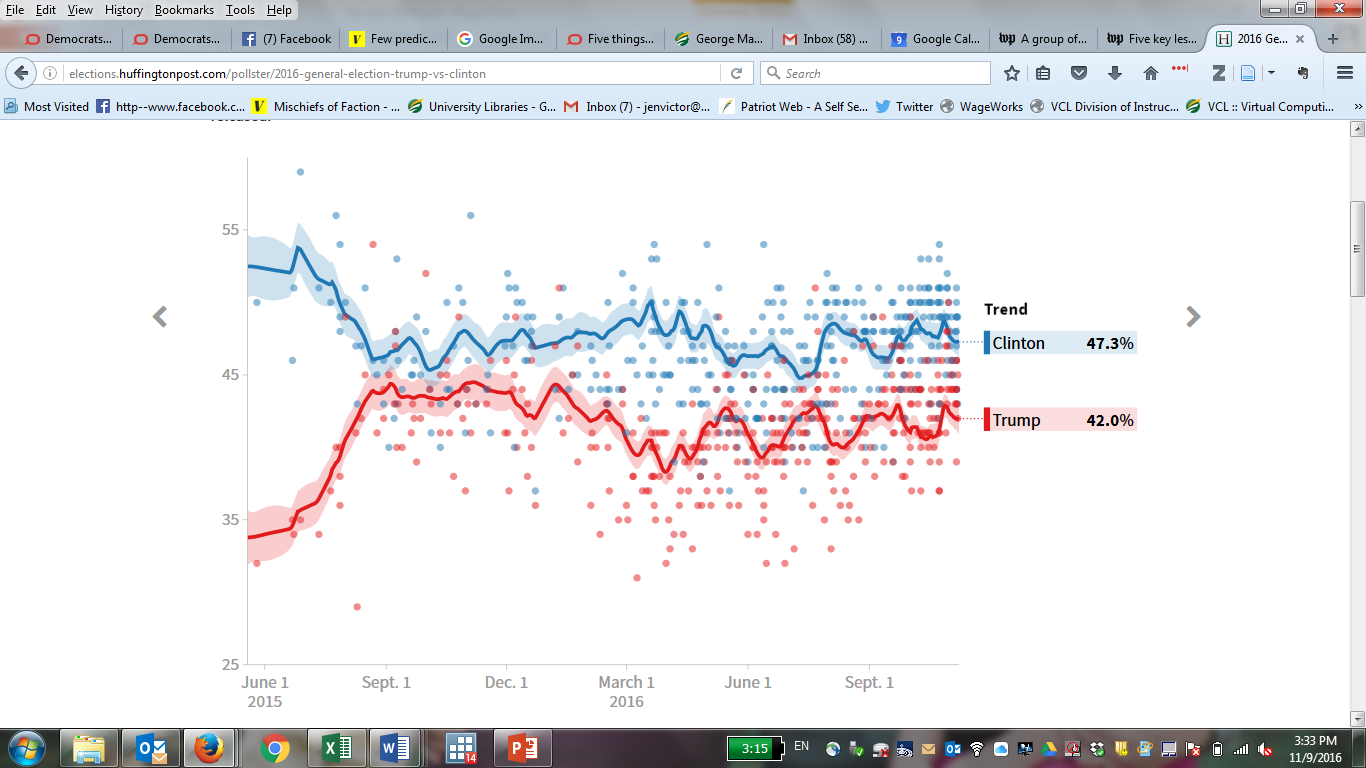 File Edit View History Bookmarks Tools Help
Democrats... Democrats... (7) Facebook Few predic... Google Im... Five things... George Ma... Inbox (58) ... Google Cal... A group of... Five key les... 2016 Ge...
elections.huffingtonpost.com/pollster/2016-general-election-trump-vs-clinton Search
Most Visited http--www.facebook.c... Mischiefs of Faction - ... University Libraries - G... Inbox (7) - jenvictor@... Patriot Web - A Self Se... Twitter WageWorks VCL Division of Instruc... VCL :: Virtual Computi... »
55
45
35
25
Trend
Clinton 47.3%
Trump 42.0%
June 1 Sept. 1 Dec. 1 March 1 June 1 Sept. 1
2015 2016
3:15 EN 3:33 PM
11/9/2016
14